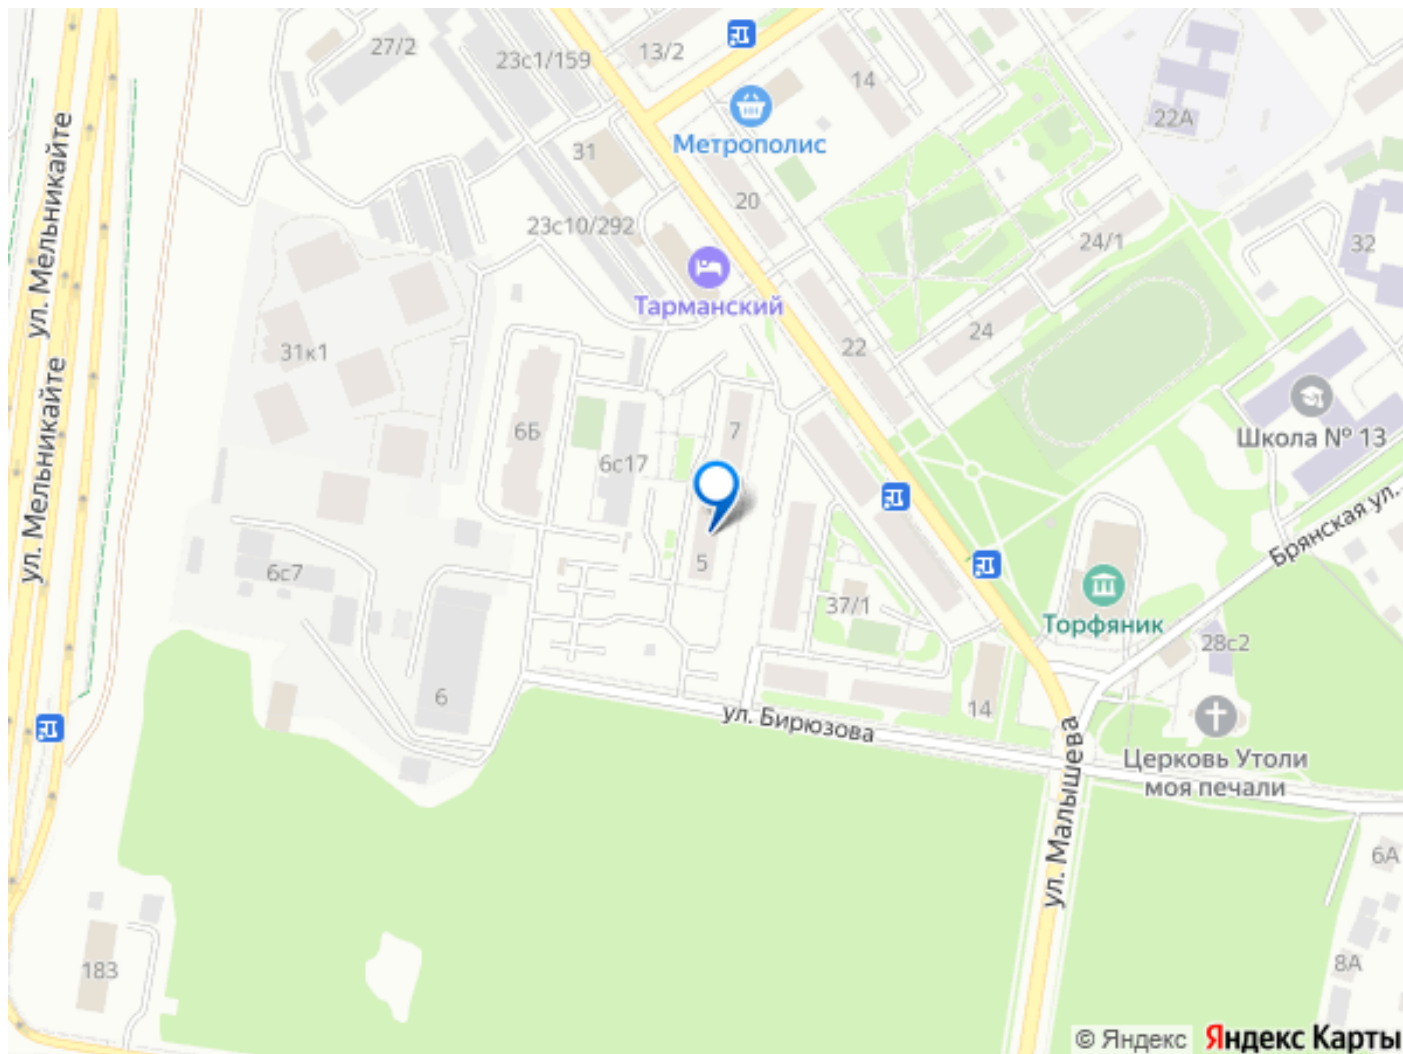 27/2
23с1/159
13/2
14
22А
Метрополис
31
20
23с10/292
24/1
32
ул. Мельникайте
Тарманский
31к1
22
24
6Б
7
6с17
Школа № 13
ул. Мельникайте
5
6с7
Брянская ул.
37/1
Торфяник
28с2
6
14
ул. Бирюзова
Церковь Утоли
моя печали
ул. Малышева
6А
183
8А
© Яндекс Яндекс Карты